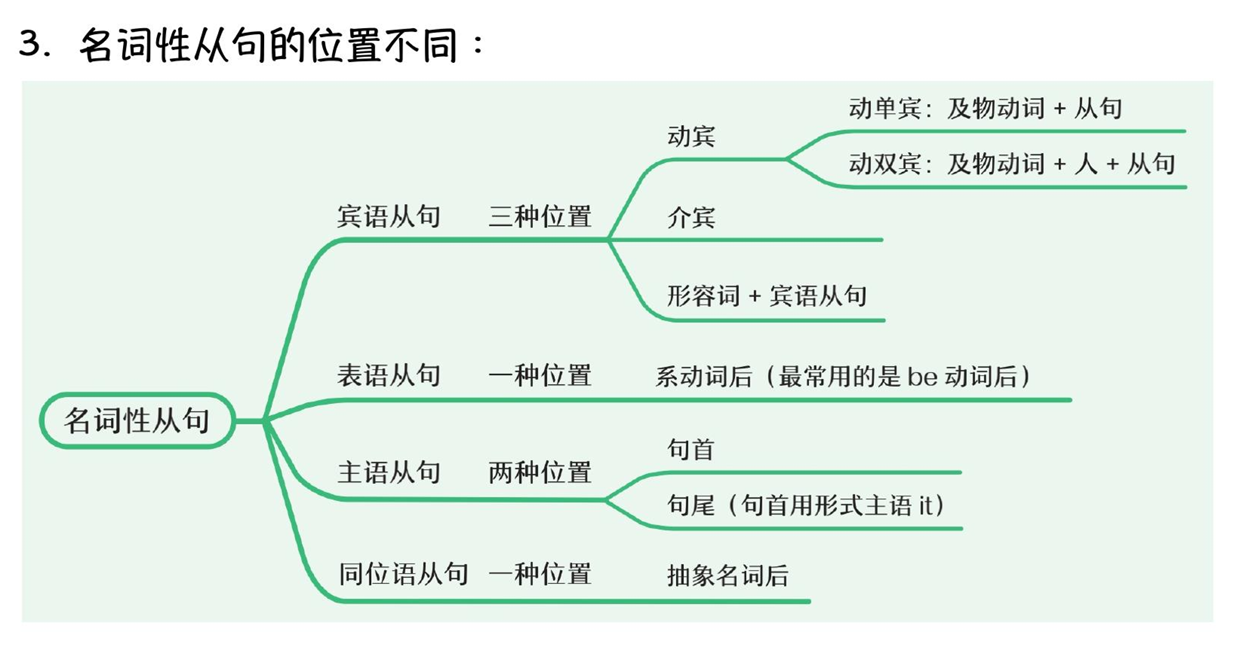 3. 名词性从句的位置不同：
动单宾：及物动词 + 从句
动宾
动双宾：及物动词 + 人 + 从句
宾语从句 三种位置
介宾
形容词 + 宾语从句
表语从句 一种位置 系动词后（最常用的是 be 动词后）
名词性从句
句首
主语从句 两种位置
句尾（句首用形式主语 it）
同位语从句 一种位置 抽象名词后